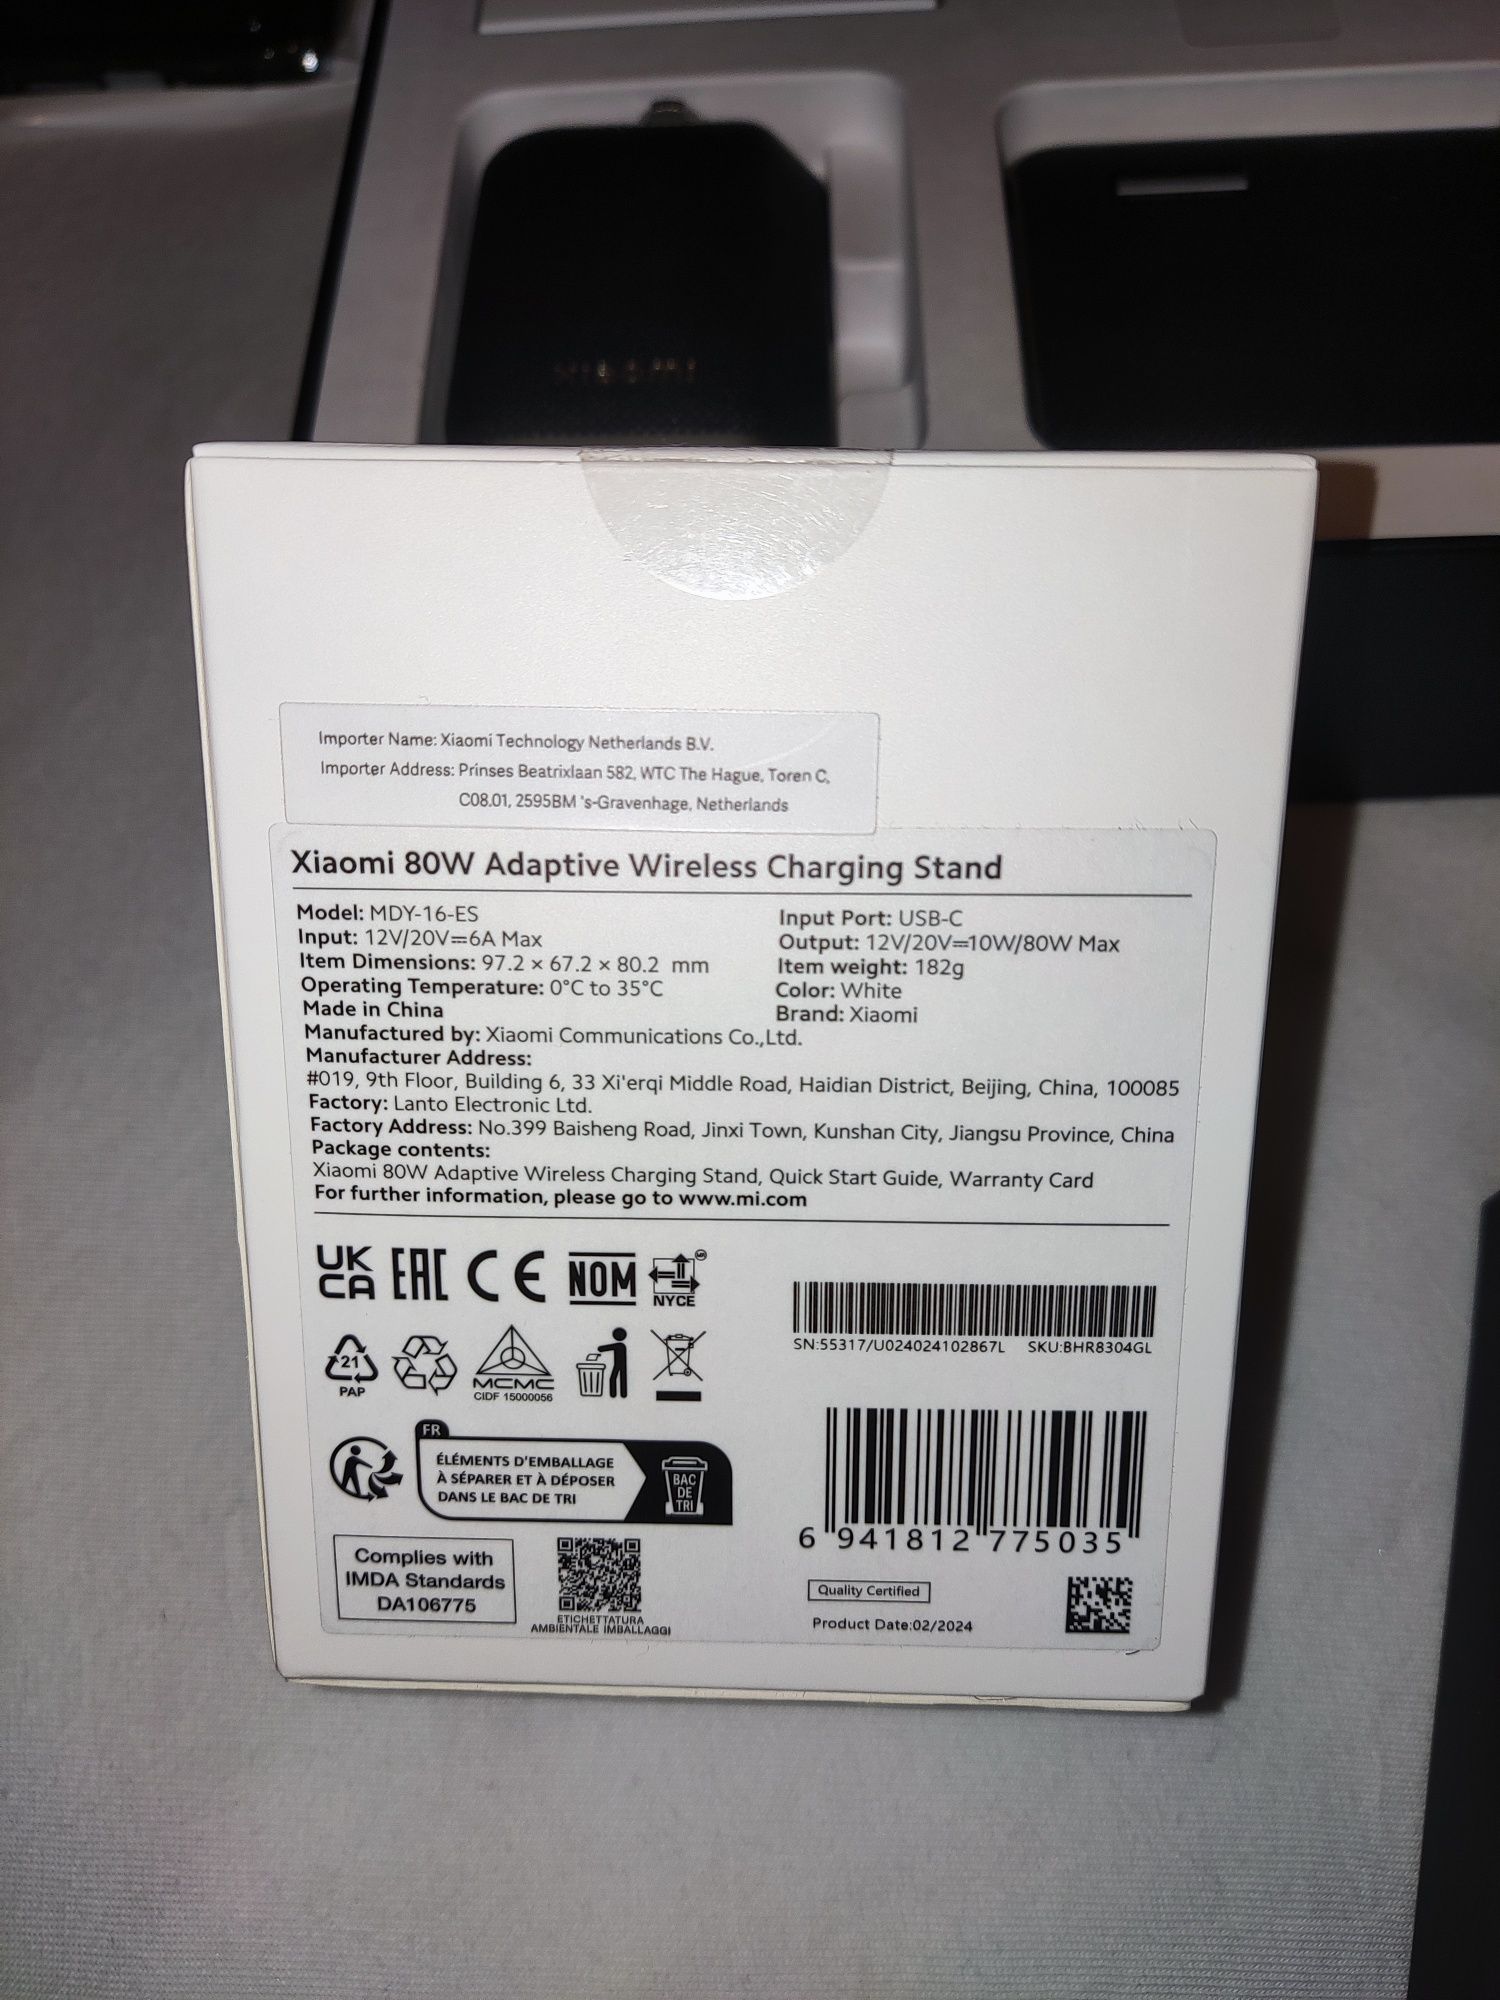 XIAOMI
Importer Name: Xiaomi Technology Netherlands B.V.
Importer Address: Prinses Beatrixlaan 582, WTC The Hague, Toren C,
C08.01, 2595BM 's-Gravenhage, Netherlands
Xiaomi 80W Adaptive Wireless Charging Stand
Model: MDY-16-ES
Input: 12V/20V⎓6A Max
Item Dimensions: 97.2 × 67.2 × 80.2 mm
Operating Temperature: 0°C to 35°C
Made in China
Input Port: USB-C
Output: 12V/20V⎓10W/80W Max
Item weight: 182g
Color: White
Brand: Xiaomi
Manufactured by: Xiaomi Communications Co.,Ltd.
Manufacturer Address:
#019, 9th Floor, Building 6, 33 Xi'erqi Middle Road, Haidian District, Beijing, China, 100085
Factory: Lanto Electronic Ltd.
Factory Address: No.399 Baisheng Road, Jinxi Town, Kunshan City, Jiangsu Province, China
Package contents:
Xiaomi 80W Adaptive Wireless Charging Stand, Quick Start Guide, Warranty Card
For further information, please go to www.mi.com
UK
CA
EAC
CE
NOM
NYCE
21
PAP
MCMC
CIDF 15000056
FR
ÉLÉMENTS D'EMBALLAGE
À SÉPARER ET À DÉPOSER
DANS LE BAC DE TRI
BAC
DE
TRI
Complies with
IMDA Standards
DA106775
ETICHETTATURA
AMBIENTALE IMBALLAGGI
SN:55317/U024024102867L SKU:BHR8304GL
6 941812 775035
Quality Certified
Product Date:02/2024